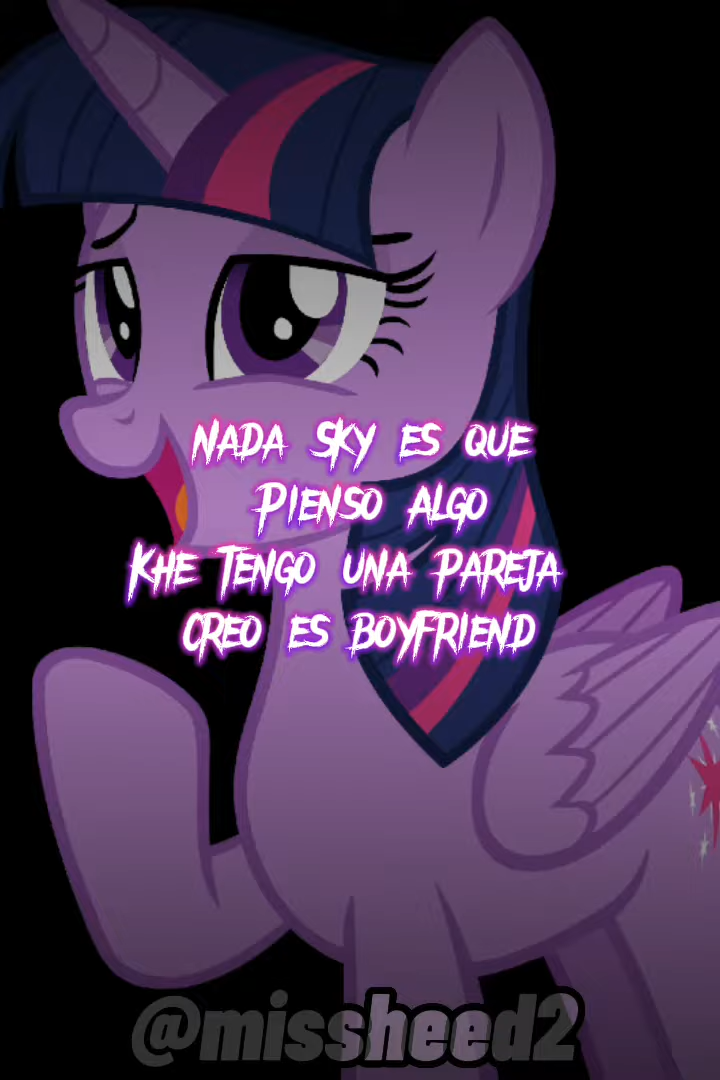 Nada Sky es que
Pienso algo
Khe Tengo una Pareja
creo es Boyfriend
@missheed2